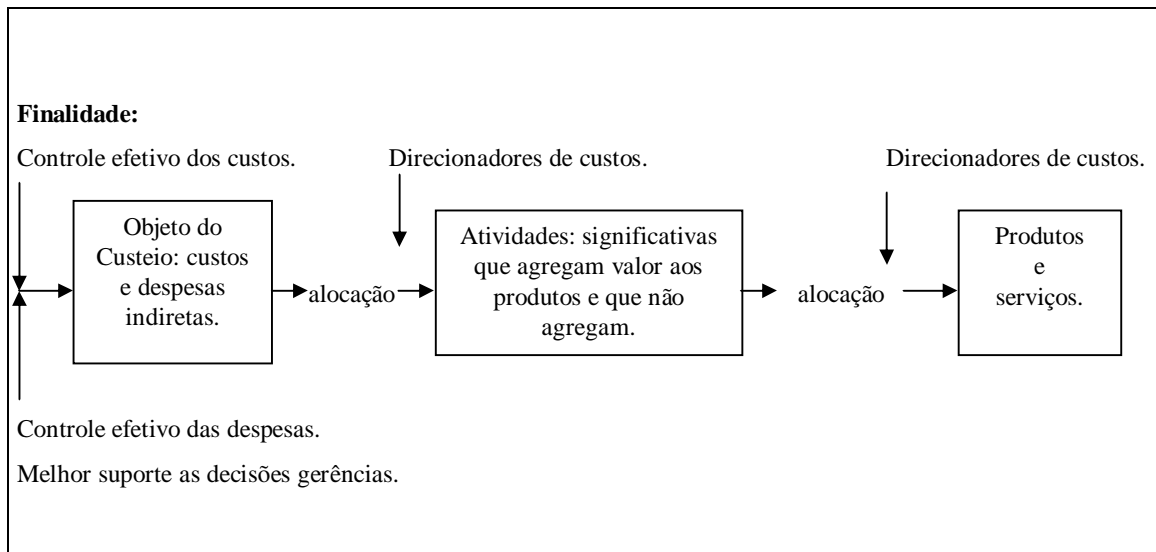 Finalidade:
Controle efetivo dos custos.
Direcionadores de custos.
Direcionadores de custos.
Objeto do
Custeio: custos
e despesas
indiretas.
alocação
Atividades: significativas
que agregam valor aos
produtos e que não
agregam.
alocação
Produtos
e
serviços.
Controle efetivo das despesas.
Melhor suporte as decisões gerências.